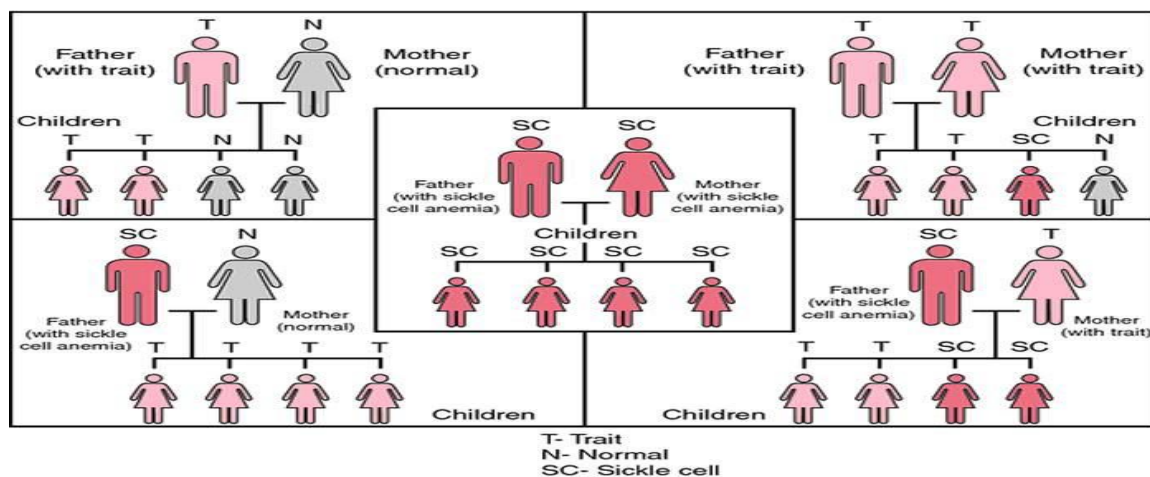 T N
Father
(with trait)
Mother
(normal)
Children
T T N N
T T
Father
(with trait)
Mother
(with trait)
Children
T T SC N
SC SC
Father
(with sickle
cell anemia)
Mother
(with sickle
cell anemia)
Children
SC SC SC SC
SC N
Father
(with sickle
cell anemia)
Mother
(normal)
T T T T
Children
SC T
Father
(with sickle
cell anemia)
Mother
(with trait)
T T SC SC
Children
T- Trait
N- Normal
SC- Sickle cell